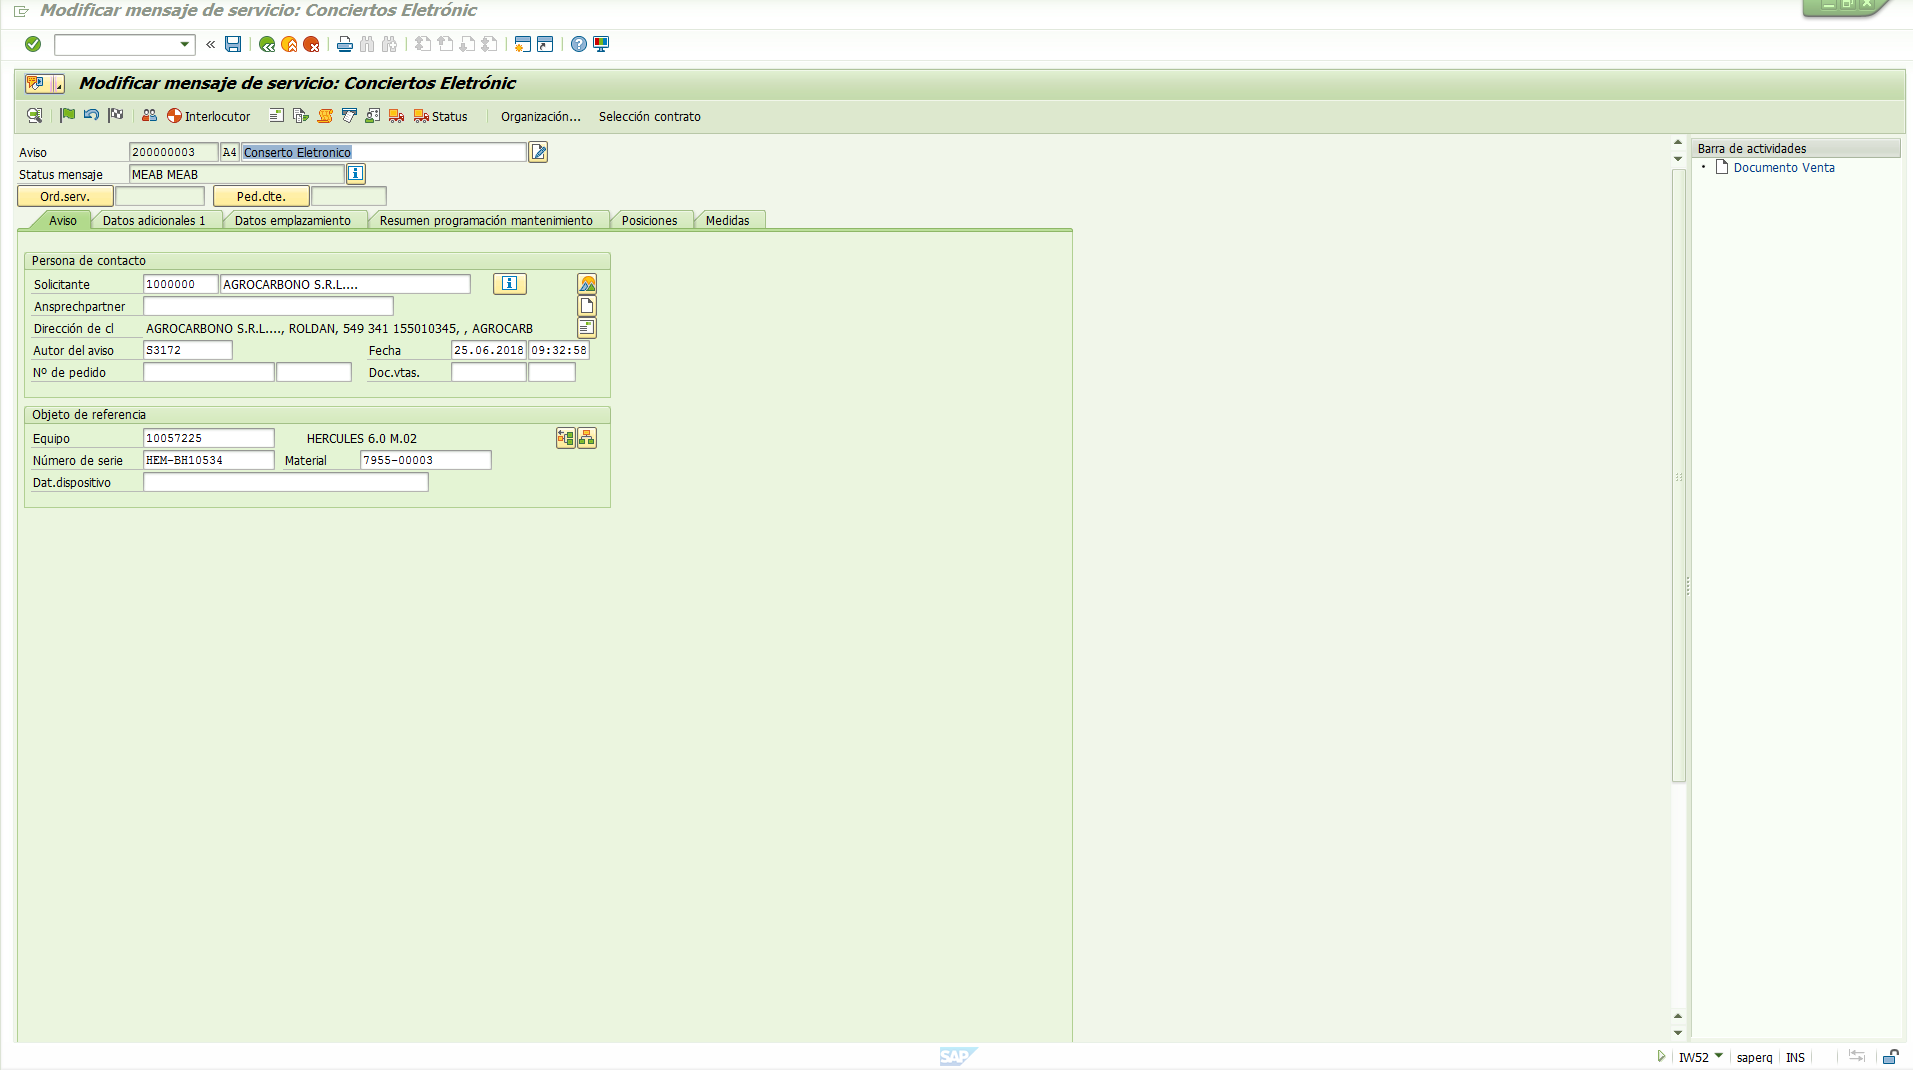 Modificar mensaje de servicio: Conciertos Eletrónic
Modificar mensaje de servicio: Conciertos Eletrónic
Interlocutor Status Organización... Selección contrato
Aviso 200000003 A4 Conserto Eletronico
Status mensaje MEAB MEAB
Ord.serv. Ped.clte.
Aviso Datos adicionales 1 Datos emplazamiento Resumen programación mantenimiento Posiciones Medidas
Persona de contacto
Solicitante 1000000 AGROCARBONO S.R.L....
Ansprechpartner
Dirección de cl AGROCARBONO S.R.L...., ROLDAN, 549 341 155010345, , AGROCARB
Autor del aviso S3172 Fecha 25.06.2018 09:32:58
Nº de pedido Doc.vtas.
Objeto de referencia
Equipo 10057225 HERCULES 6.0 M.02
Número de serie HEM-BH10534 Material 7955-00003
Dat.dispositivo
Barra de actividades
Documento Venta
SAP
IW52 saperq INS